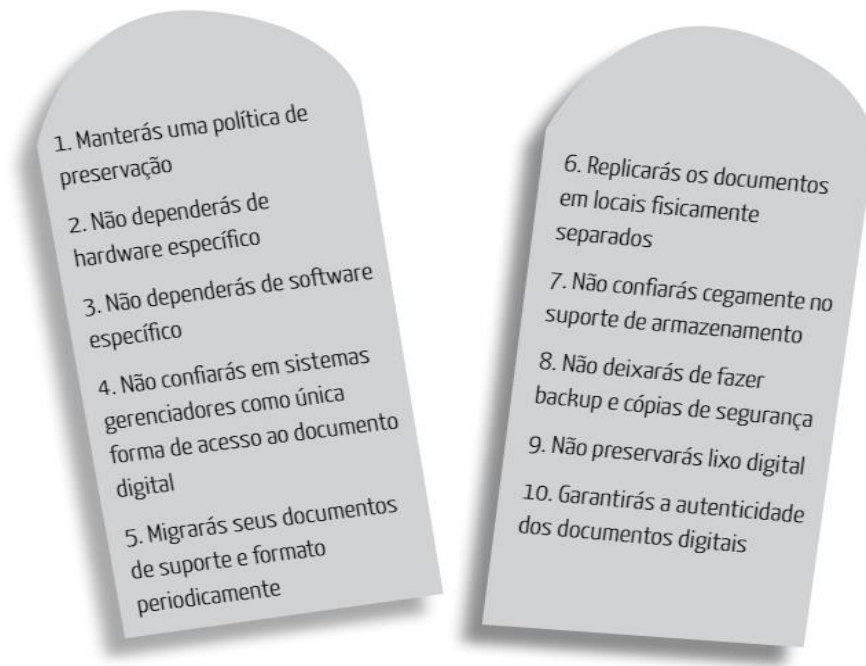 1. Manterás uma política de
preservação
2. Não dependerás de
hardware específico
3. Não dependerás de software
específico
4. Não confiarás em sistemas
gerenciadores como única
forma de acesso ao documento
digital
5. Migrarás seus documentos
de suporte e formato
periodicamente
6. Replicarás os documentos
em locais fisicamente
separados
7. Não confiarás cegamente no
suporte de armazenamento
8. Não deixarás de fazer
backup e cópias de segurança
9. Não preservarás lixo digital
10. Garantirás a autenticidade
dos documentos digitais